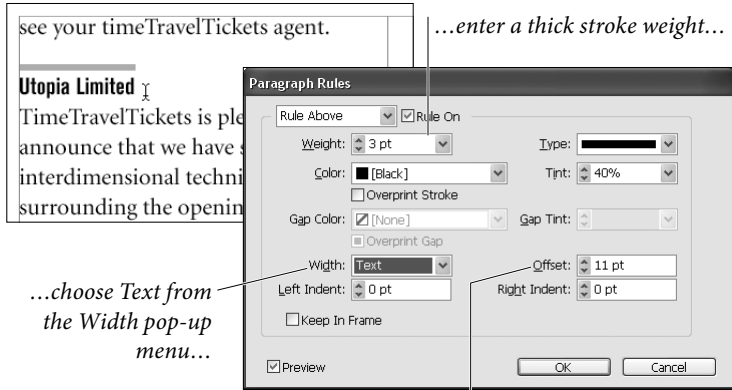 see your timeTravelTickets agent.
…enter a thick stroke weight…
Utopia Limited
TimeTravelTickets is ple
announce that we have s
interdimensional techni
surrounding the openin
Paragraph Rules
Rule Above Rule On
Weight: 3 pt Type:
Color: [Black] Tint: 40%
Overprint Stroke
Gap Color: [None] Gap Tint:
Overprint Gap
Width: Text Offset: 11 pt
Left Indent: 0 pt Right Indent: 0 pt
Keep In Frame
Preview OK Cancel
…choose Text from
the Width pop-up
menu…